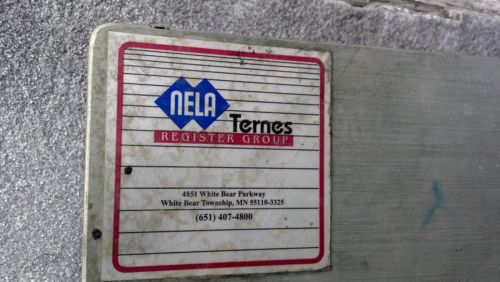 NELA
Ternes
REGISTER GROUP
4851 White Bear Parkway
White Bear Township, MN 55110-3325
(651) 407-4800